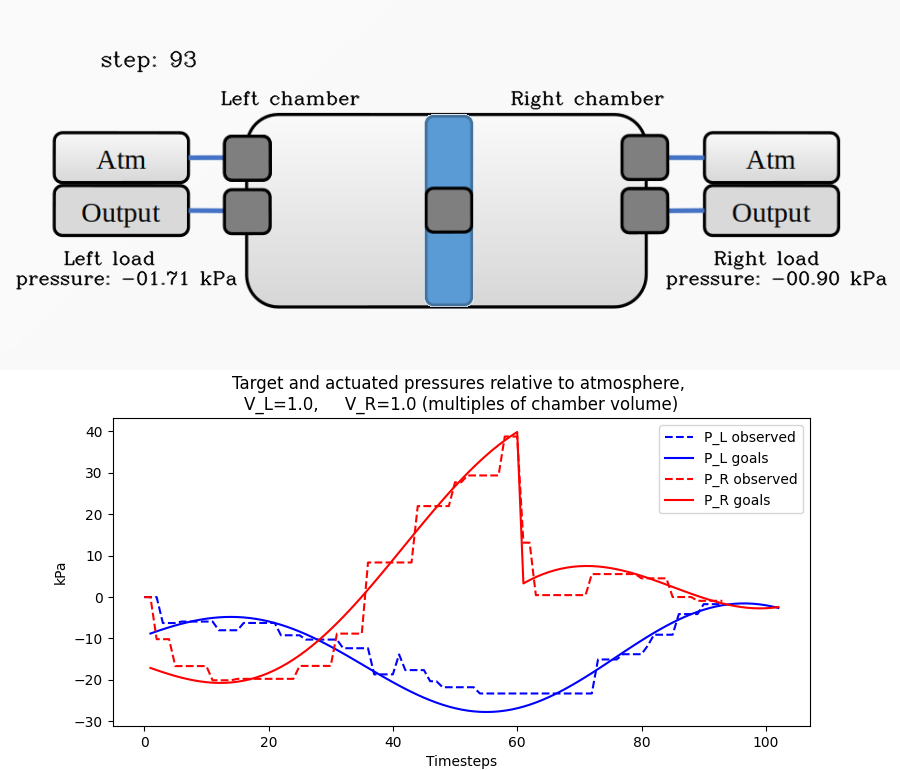 step: 93
Left chamber
Right chamber
Atm
Atm
Output
Output
Left load
pressure: -01.71 kPa
Right load
pressure: -00.90 kPa
Target and actuated pressures relative to atmosphere,
V_L=1.0, V_R=1.0 (multiples of chamber volume)
P_L observed
P_L goals
P_R observed
P_R goals
kPa
40
30
20
10
0
−10
−20
−30
0 20 40 60 80 100
Timesteps